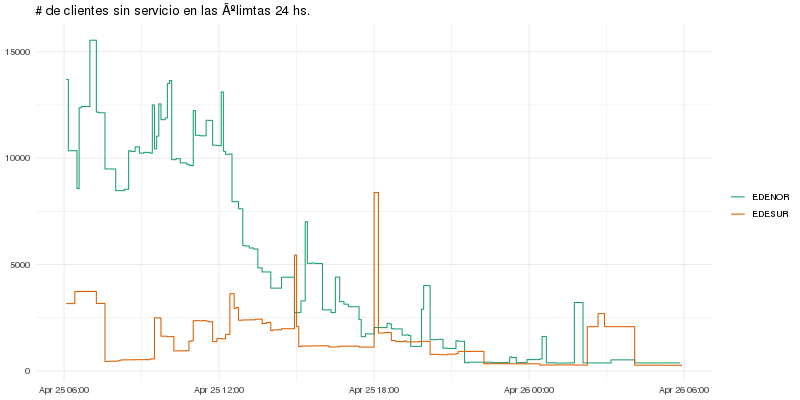 # de clientes sin servicio en las Ãºlimtas 24 hs.
15000
10000
5000
0
Apr 25 06:00 Apr 25 12:00 Apr 25 18:00 Apr 26 00:00 Apr 26 06:00
EDENOR
EDESUR